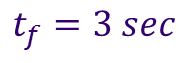 t_f = 3 sec